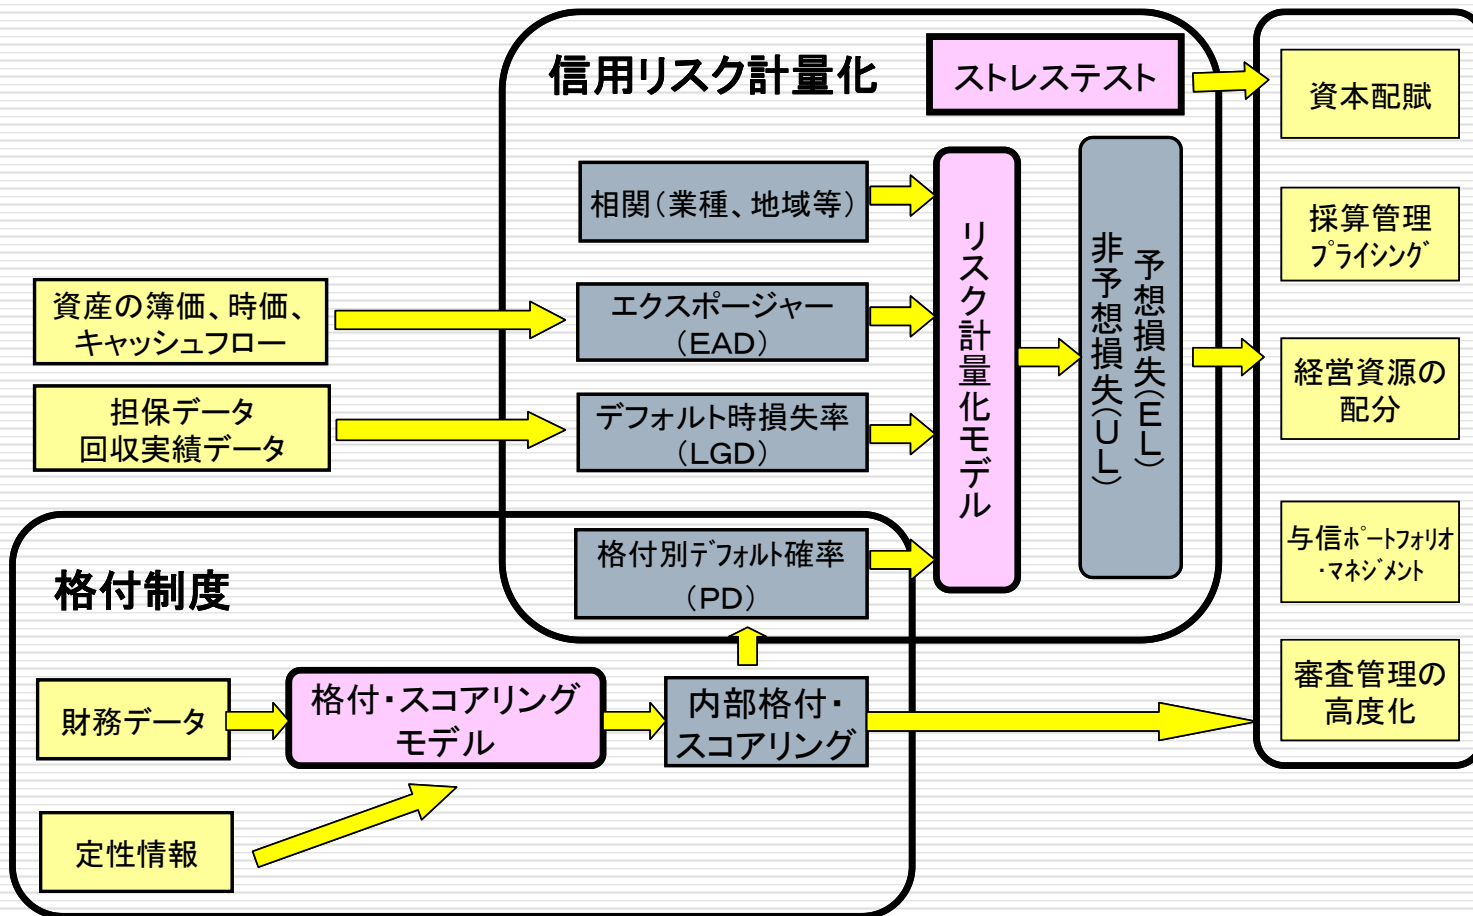 信用リスク計量化
ストレステスト
資本配賦
相関（業種、地域等）
採算管理
ﾌﾟﾗｲｼﾝｸﾞ
資産の簿価、時価、
キャッシュフロー
エクスポージャー
（EAD）
リスク計量化モデル
予想損失（EL）
非予想損失（UL）
経営資源の
配分
担保データ
回収実績データ
デフォルト時損失率
（LGD）
与信ﾎﾟｰﾄﾌｫﾘｵ
・ﾏﾈｼﾞﾒﾝﾄ
格付制度
格付別ﾃﾞﾌｫﾙﾄ確率
（PD）
財務データ
格付・スコアリング
モデル
内部格付・
スコアリング
審査管理の
高度化
定性情報